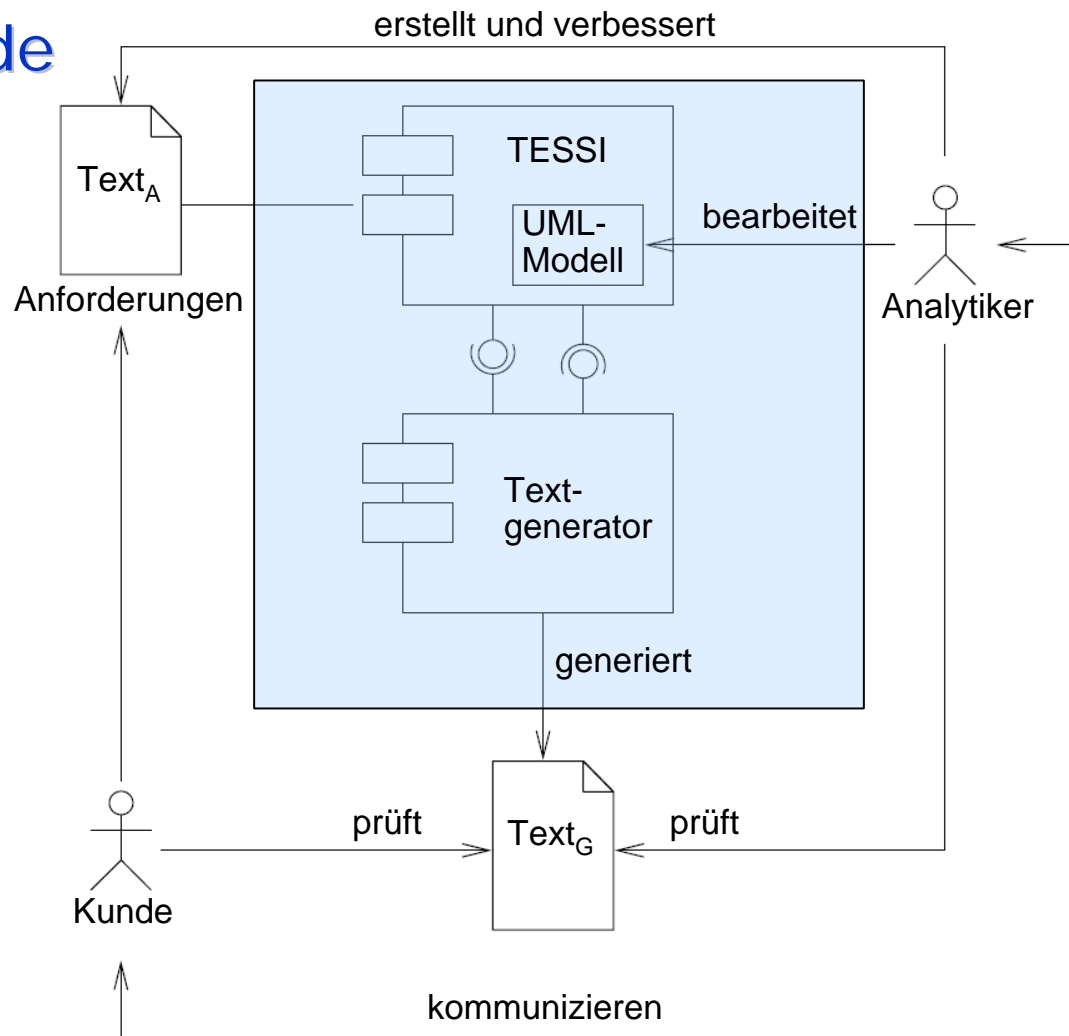 erstellt und verbessert
de
TESSI
Text_A
UML-
Modell
bearbeitet
Anforderungen
Analytiker
Text-
generator
generiert
prüft
Text_G
prüft
Kunde
kommunizieren